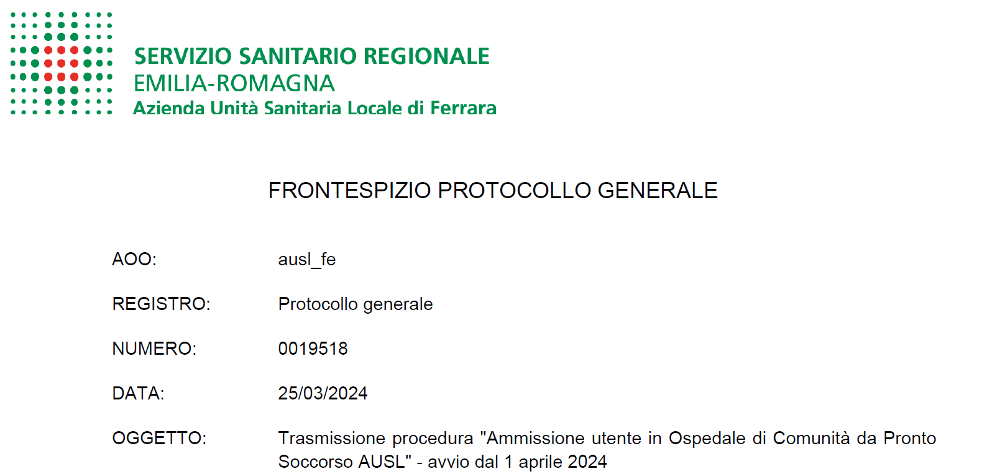 SERVIZIO SANITARIO REGIONALE
EMILIA-ROMAGNA
Azienda Unità Sanitaria Locale di Ferrara
FRONTESPIZIO PROTOCOLLO GENERALE
AOO: ausl_fe
REGISTRO: Protocollo generale
NUMERO: 0019518
DATA: 25/03/2024
OGGETTO: Trasmissione procedura "Ammissione utente in Ospedale di Comunità da Pronto
Soccorso AUSL" - avvio dal 1 aprile 2024